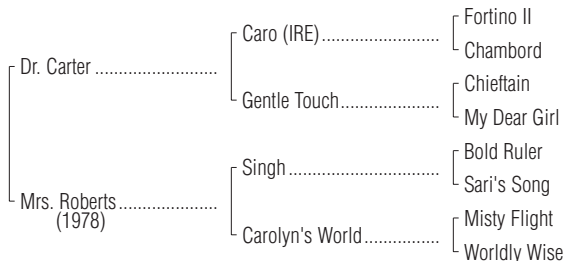 Fortino II
Caro (IRE)..........................
Chambord
Dr. Carter ..........................
Chieftain
Gentle Touch.....................
My Dear Girl
Bold Ruler
Singh ................................
Sari's Song
Mrs. Roberts.....................
(1978)
Misty Flight
Carolyn's World................
Worldly Wise